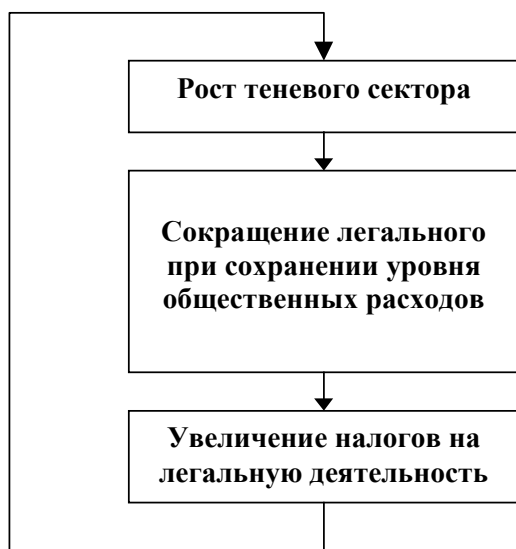 Рост теневого сектора
Сокращение легального
при сохранении уровня
общественных расходов
Увеличение налогов на
легальную деятельность